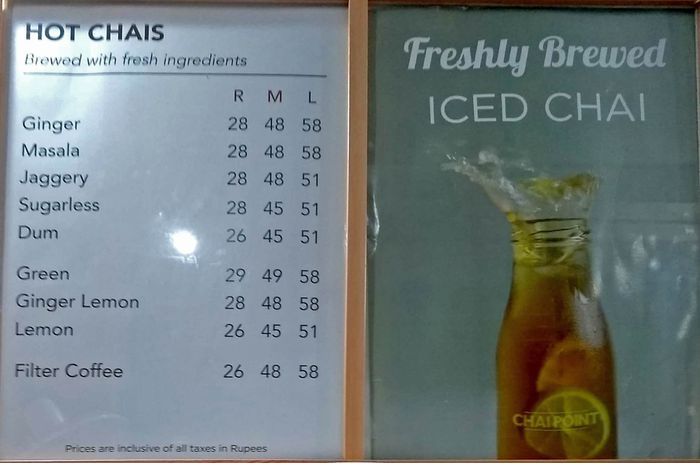 HOT CHAIS
Brewed with fresh ingredients
R M L
Ginger 28 48 58
Masala 28 48 58
Jaggery 28 48 51
Sugarless 28 45 51
Dum 26 45 51
Green 29 49 58
Ginger Lemon 28 48 58
Lemon 26 45 51
Filter Coffee 26 48 58
Prices are inclusive of all taxes in Rupees
Freshly Brewed
ICED CHAI
CHAI POINT